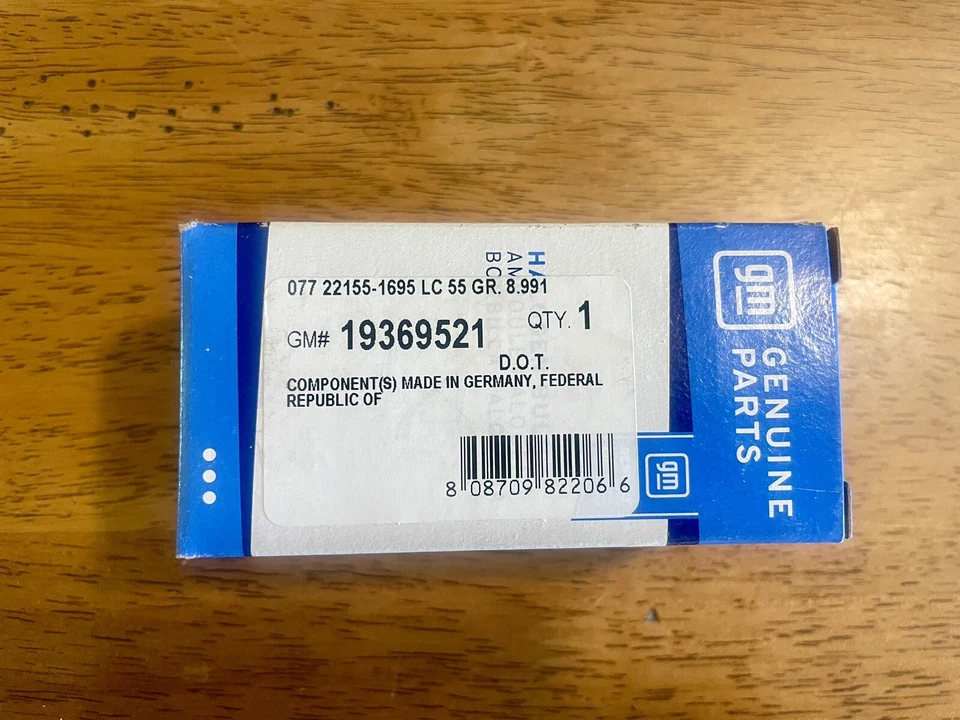 077 22155-1695 LC 55 GR. 8.991
GM# 19369521 QTY. 1
D.O.T.
COMPONENT(S) MADE IN GERMANY, FEDERAL
REPUBLIC OF
8 08709 82206 6
gm
gm
GENUINE
PARTS